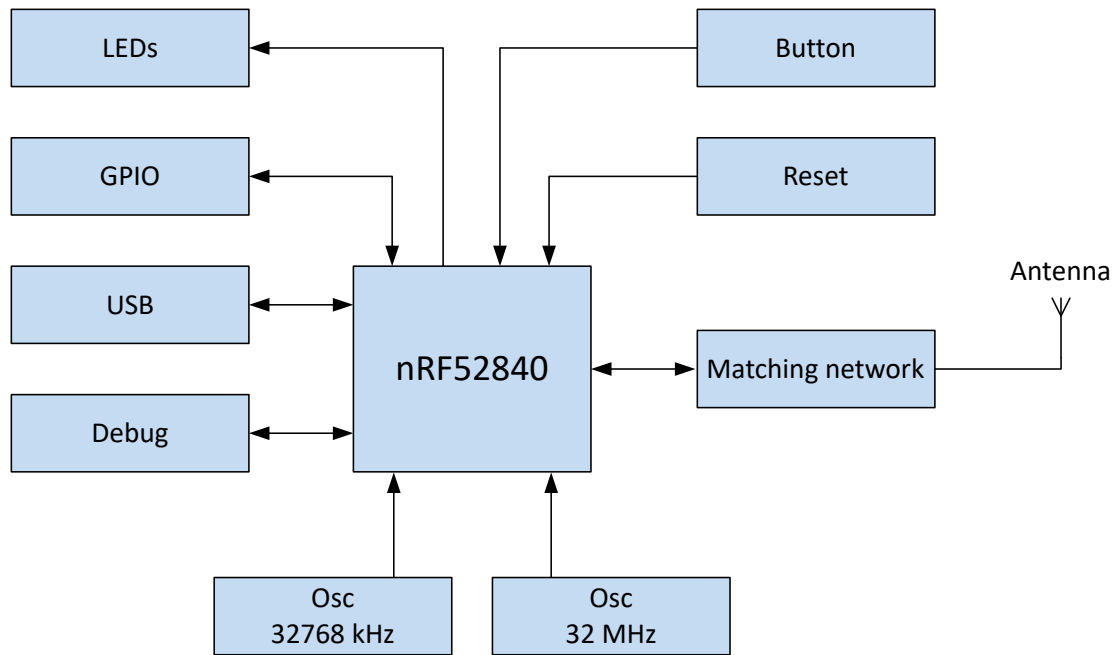 LEDs
Button
GPIO
Reset
Antenna
USB
nRF52840
Matching network
Debug
Osc
32768 kHz
Osc
32 MHz